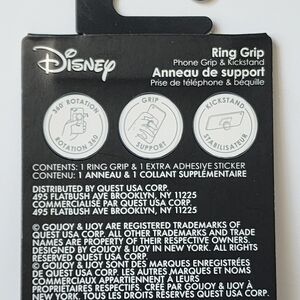 Disney
Ring Grip
Phone Grip & Kickstand
Anneau de support
Prise de téléphone & béquille
360° ROTATION
ROTATION 360
GRIP
SUPPORT
KICKSTAND
STABILISATEUR
CONTENTS: 1 RING GRIP & 1 EXTRA ADHESIVE STICKER
CONTENU: 1 ANNEAU & 1 COLLANT SUPPLÉMENTAIRE
DISTRIBUTED BY QUEST USA CORP.
495 FLATBUSH AVE BROOKLYN, NY 11225
COMMERCIALISE PAR QUEST USA CORP.
495 FLATBUSH AVE BROOKLYN, NY 11225
© GOJOY & IJOY ARE REGISTERED TRADEMARKS OF
QUEST USA CORP. ALL OTHER TRADEMARKS AND TRADE
NAMES ARE PROPERTY OF THEIR RESPECTIVE OWNERS.
DESIGNED BY GOJOY & IJOY IN NEW YORK. ALL RIGHTS
RESERVED QUEST USA CORP.
© GOJOY & IJOY SONT DES MARQUES ENREGISTRÉES
DE QUEST USA CORP. LES AUTRES MARQUES ET NOMS
COMMERCIAUX APPARTIENNENT À LEURS
PROPRIÉTAIRES RESPECTIFS. CRÉÉ PAR GOJOY & IJOY À
NEW YORK. TOUS LES DROITS RÉSERVÉS QUEST USA CORP.